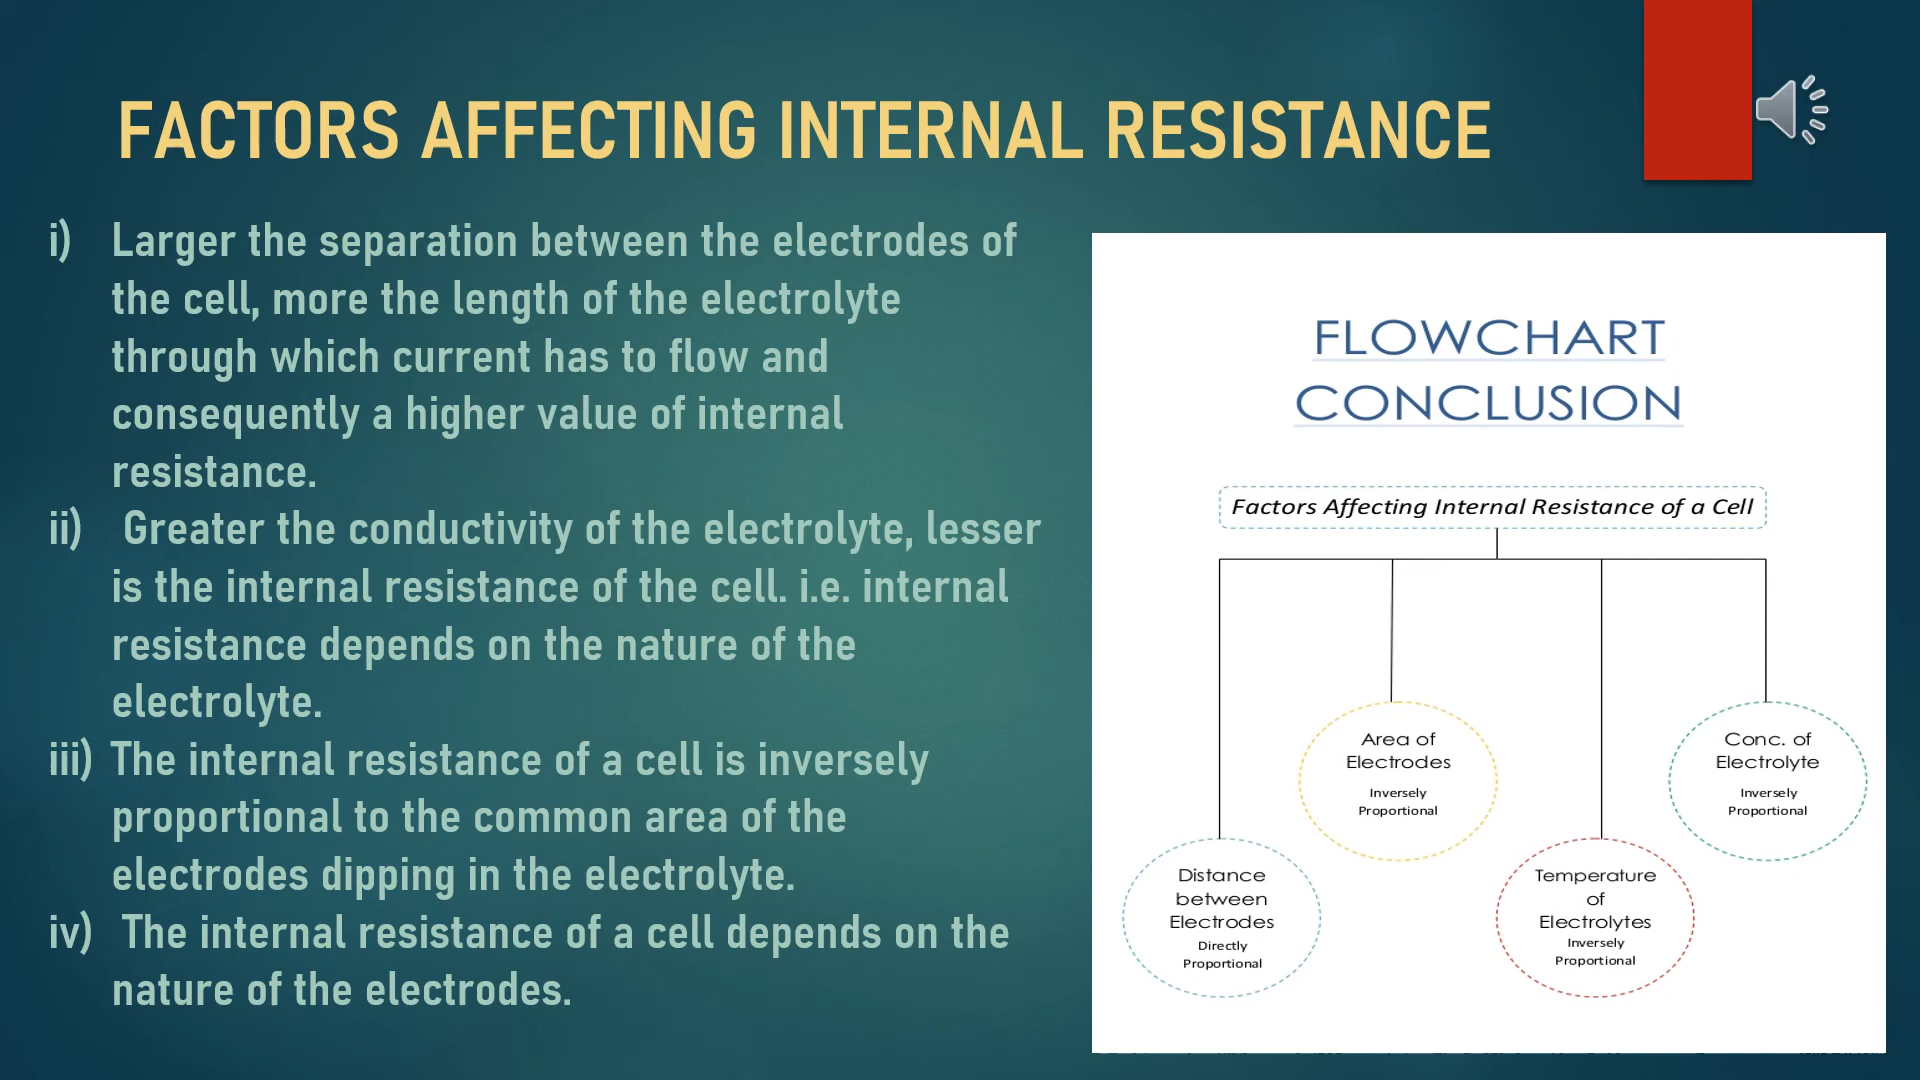 FACTORS AFFECTING INTERNAL RESISTANCE
i) Larger the separation between the electrodes of
the cell, more the length of the electrolyte
through which current has to flow and
consequently a higher value of internal
resistance.
ii) Greater the conductivity of the electrolyte, lesser
is the internal resistance of the cell. i.e. internal
resistance depends on the nature of the
electrolyte.
iii) The internal resistance of a cell is inversely
proportional to the common area of the
electrodes dipping in the electrolyte.
iv) The internal resistance of a cell depends on the
nature of the electrodes.
FLOWCHART
CONCLUSION
Factors Affecting Internal Resistance of a Cell
Distance
between
Electrodes
Directly
Proportional
Area of
Electrodes
Inversely
Proportional
Temperature
of
Electrolytes
Inversely
Proportional
Conc. of
Electrolyte
Inversely
Proportional